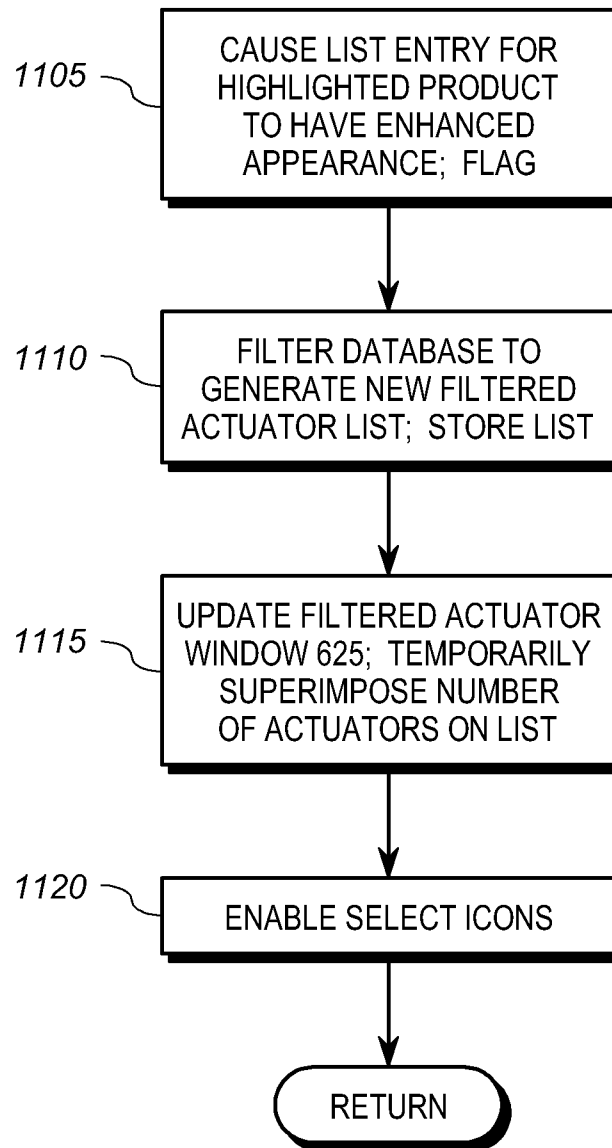 1105
CAUSE LIST ENTRY FOR
HIGHLIGHTED PRODUCT
TO HAVE ENHANCED
APPEARANCE; FLAG
1110
FILTER DATABASE TO
GENERATE NEW FILTERED
ACTUATOR LIST; STORE LIST
1115
UPDATE FILTERED ACTUATOR
WINDOW 625; TEMPORARILY
SUPERIMPOSE NUMBER
OF ACTUATORS ON LIST
1120
ENABLE SELECT ICONS
RETURN